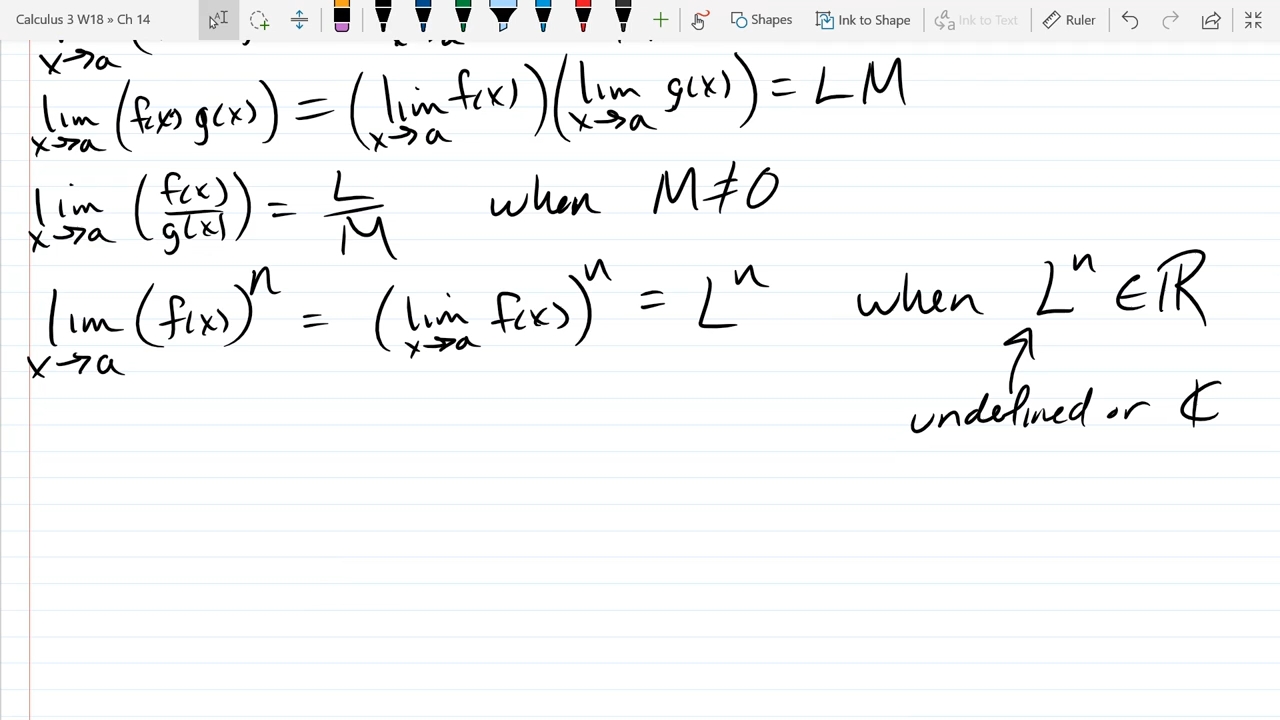 Calculus 3 W18 » Ch 14
Shapes
Ink to Shape
Ink to Text
Ruler
x→a
lim x→a (f(x) g(x)) = (lim x→a f(x)) (lim x→a g(x)) = LM
lim x→a (f(x)/g(x)) = L/M when M≠0
lim x→a (f(x))^n = (lim x→a f(x))^n = L^n when L^n ∈ ℝ
undefined or ℂ